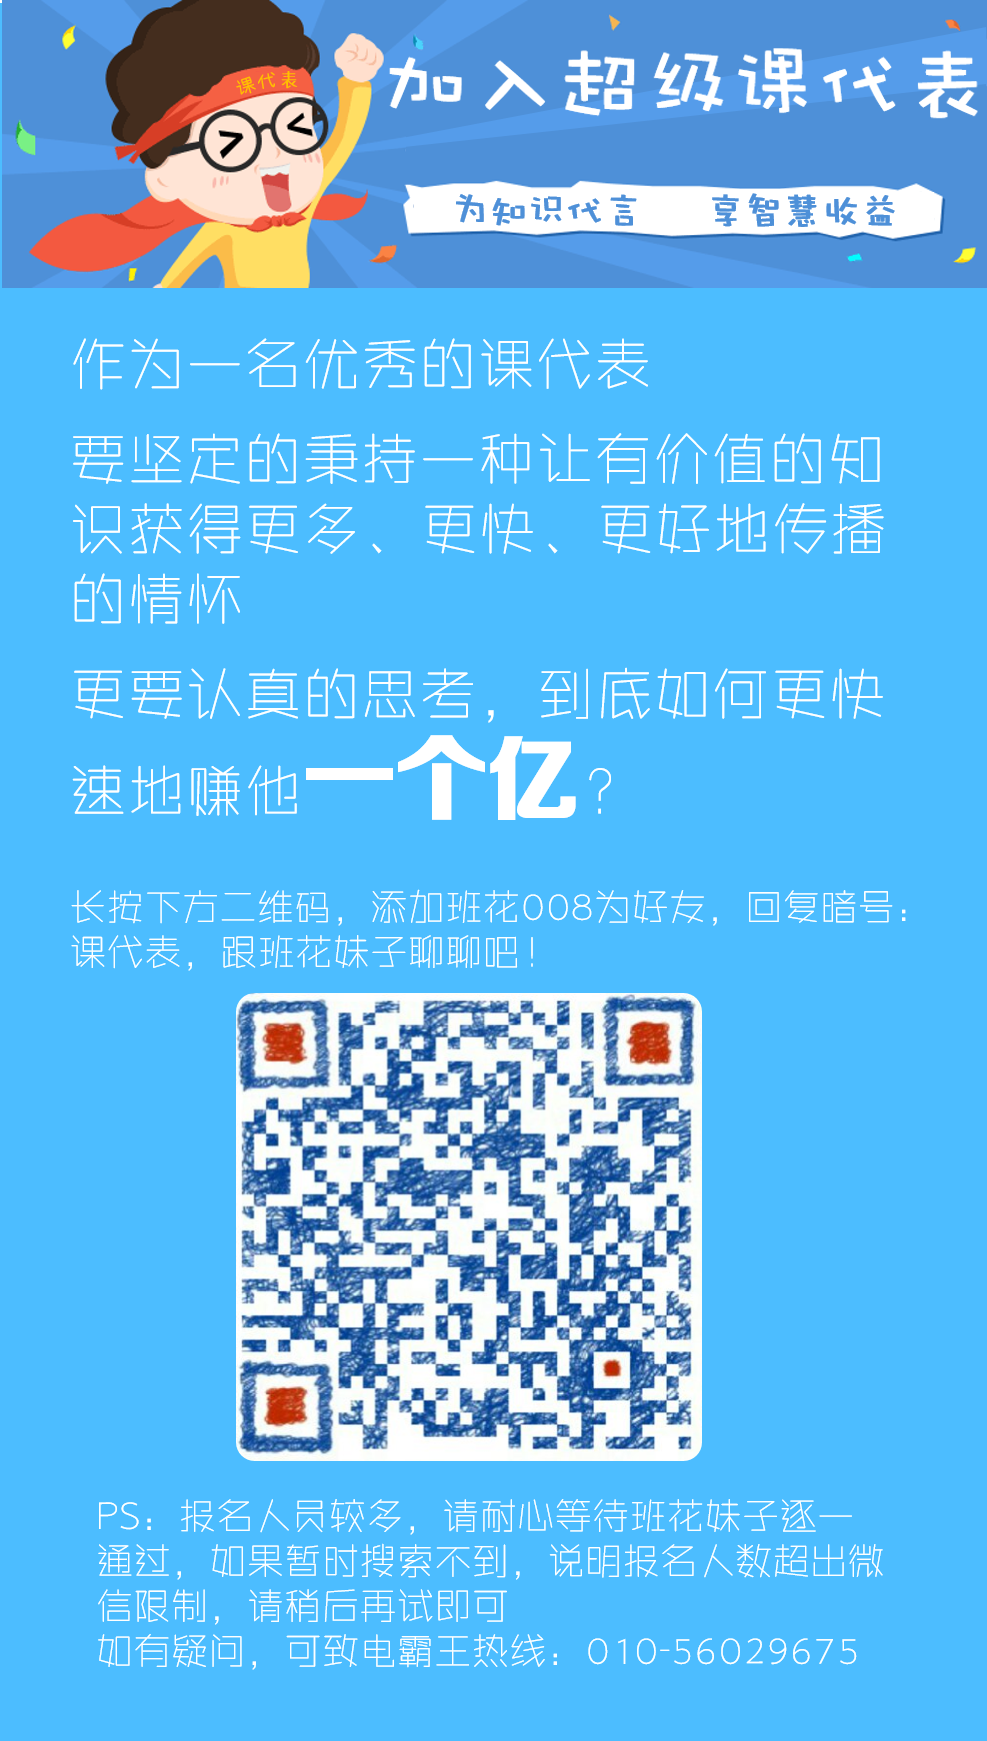 课代表
加入超级课代表
为知识代言 享智慧收益
作为一名优秀的课代表
要坚定的秉持一种让有价值的知
识获得更多、更快、更好地传播
的情怀
更要认真的思考，到底如何更快
速地赚他一个亿？
长按下方二维码，添加班花008为好友，回复暗号：
课代表，跟班花妹子聊聊吧！
PS：报名人员较多，请耐心等待班花妹子逐一
通过，如果暂时搜索不到，说明报名人数超出微
信限制，请稍后再试即可
如有疑问，可致电霸王热线：010-56029675